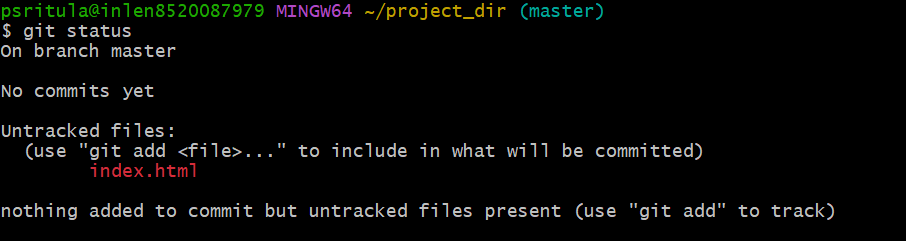 psritula@inlen8520087979 MINGW64 ~/project_dir (master)
$ git status
On branch master
No commits yet
Untracked files:
(use "git add <file>..." to include in what will be committed)
index.html
nothing added to commit but untracked files present (use "git add" to track)